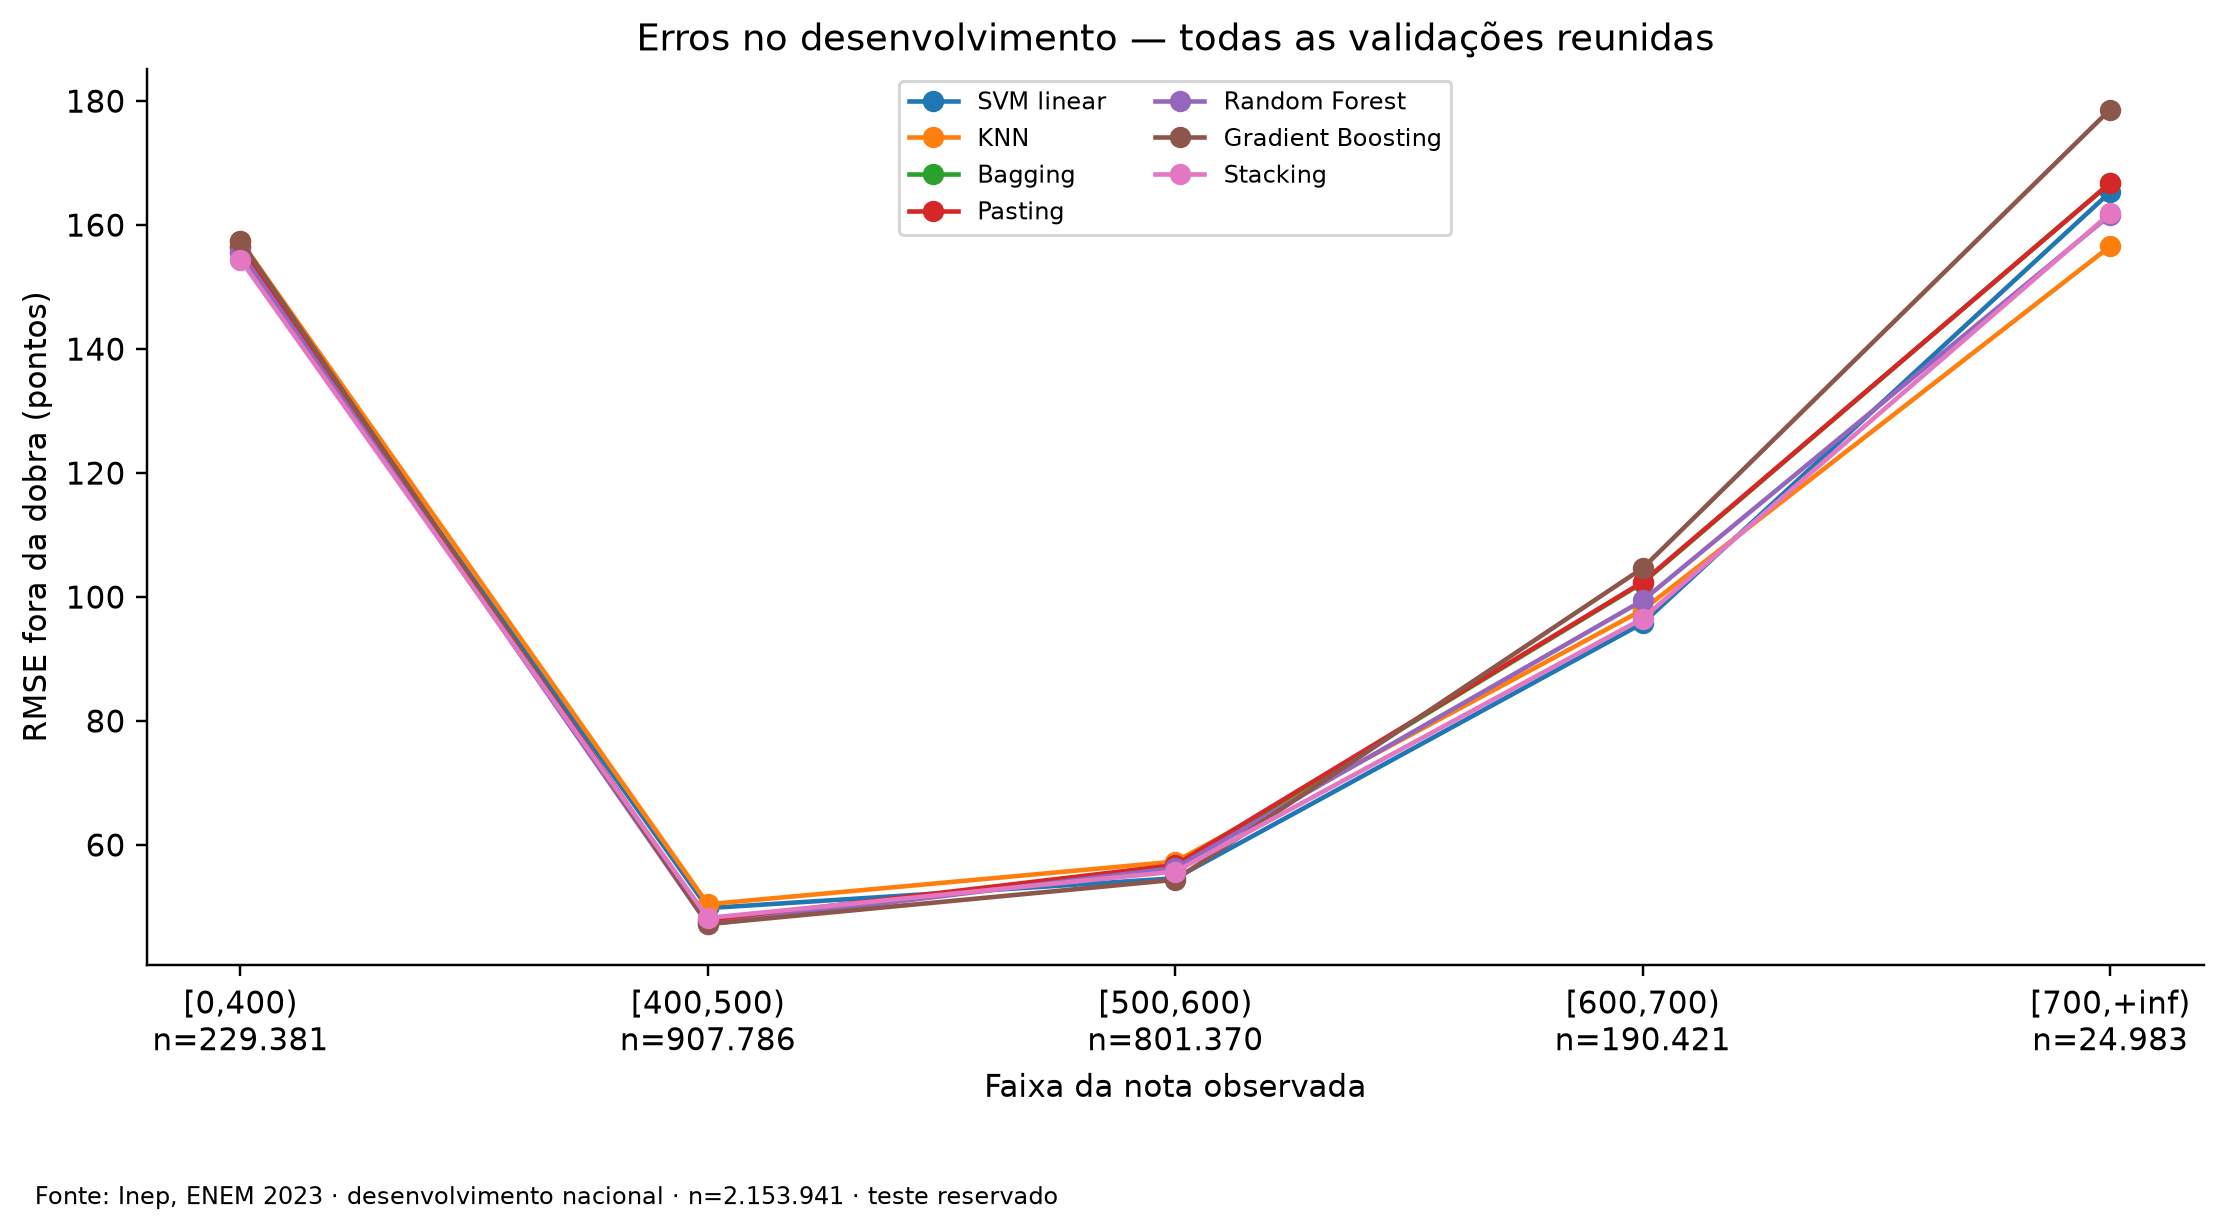 Erros no desenvolvimento — todas as validações reunidas
SVM linear
KNN
Bagging
Pasting
Random Forest
Gradient Boosting
Stacking
RMSE fora da dobra (pontos)
180
160
140
120
100
80
60
[0,400)
n=229.381
[400,500)
n=907.786
[500,600)
n=801.370
[600,700)
n=190.421
[700,+inf)
n=24.983
Faixa da nota observada
Fonte: Inep, ENEM 2023 · desenvolvimento nacional · n=2.153.941 · teste reservado